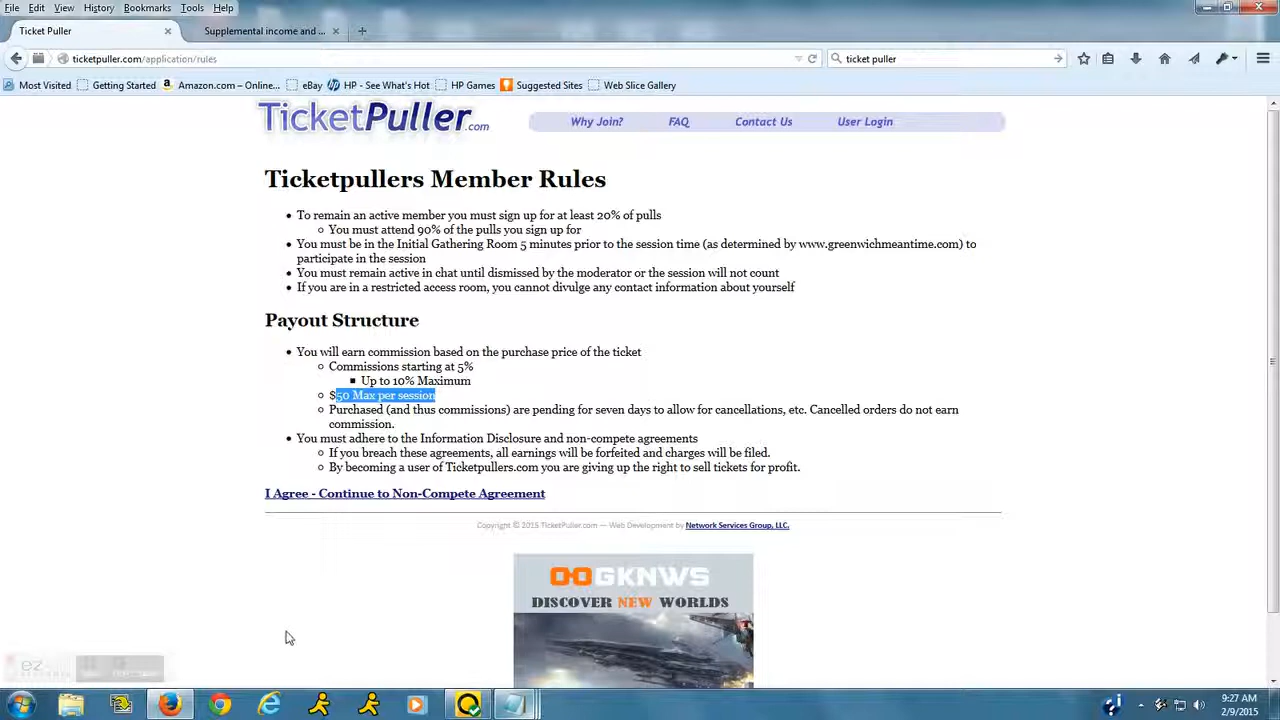 File Edit View History Bookmarks Tools Help
Ticket Puller × Supplemental income and ... × +
ticketpuller.com/application/rules ticket puller
Most Visited Getting Started Amazon.com – Online... eBay HP - See What's Hot HP Games Suggested Sites Web Slice Gallery
TicketPuller.com Why Join? FAQ Contact Us User Login
Ticketpullers Member Rules
• To remain an active member you must sign up for at least 20% of pulls
You must attend 90% of the pulls you sign up for
• You must be in the Initial Gathering Room 5 minutes prior to the session time (as determined by www.greenwichmeantime.com) to
participate in the session
• You must remain active in chat until dismissed by the moderator or the session will not count
• If you are in a restricted access room, you cannot divulge any contact information about yourself
Payout Structure
• You will earn commission based on the purchase price of the ticket
Commissions starting at 5%
Up to 10% Maximum
$50 Max per session
Purchased (and thus commissions) are pending for seven days to allow for cancellations, etc. Cancelled orders do not earn
commission.
• You must adhere to the Information Disclosure and non-compete agreements
If you breach these agreements, all earnings will be forfeited and charges will be filed.
By becoming a user of Ticketpullers.com you are giving up the right to sell tickets for profit.
I Agree - Continue to Non-Compete Agreement
Copyright © 2015 TicketPuller.com — Web Development by Network Services Group, LLC.
GKNWS
DISCOVER NEW WORLDS
ez
9:27 AM
2/9/2015